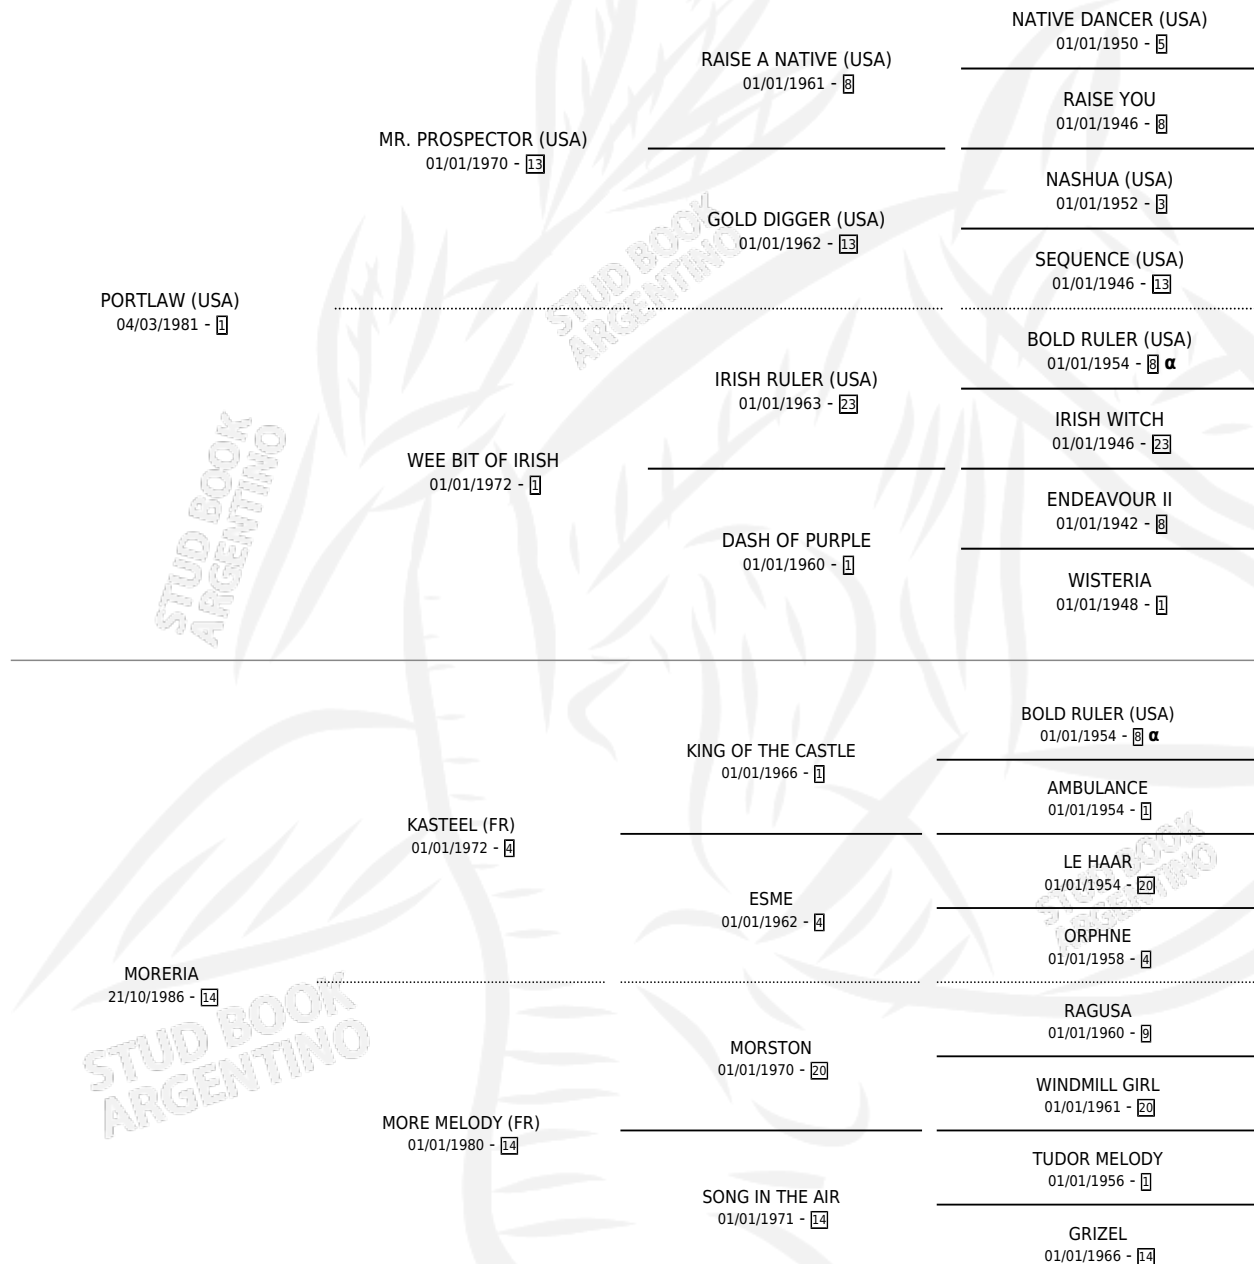 NATIVE DANCER (USA)
01/01/1950 - 5
RAISE A NATIVE (USA)
01/01/1961 - 8
RAISE YOU
01/01/1946 - 8
MR. PROSPECTOR (USA)
01/01/1970 - 13
NASHUA (USA)
01/01/1952 - 3
GOLD DIGGER (USA)
01/01/1962 - 13
SEQUENCE (USA)
01/01/1946 - 13
PORTLAW (USA)
04/03/1981 - 1
BOLD RULER (USA)
01/01/1954 - 8 α
IRISH RULER (USA)
01/01/1963 - 23
IRISH WITCH
01/01/1946 - 23
WEE BIT OF IRISH
01/01/1972 - 1
ENDEAVOUR II
01/01/1942 - 8
DASH OF PURPLE
01/01/1960 - 1
WISTERIA
01/01/1948 - 1
BOLD RULER (USA)
01/01/1954 - 8 α
KING OF THE CASTLE
01/01/1966 - 1
AMBULANCE
01/01/1954 - 1
KASTEEL (FR)
01/01/1972 - 4
LE HAAR
01/01/1954 - 20
ESME
01/01/1962 - 4
ORPHNE
01/01/1958 - 4
MORERIA
21/10/1986 - 14
RAGUSA
01/01/1960 - 9
MORSTON
01/01/1970 - 20
WINDMILL GIRL
01/01/1961 - 20
MORE MELODY (FR)
01/01/1980 - 14
TUDOR MELODY
01/01/1956 - 1
SONG IN THE AIR
01/01/1971 - 14
GRIZEL
01/01/1966 - 14
STUD BOOK
ARGENTINO
STUD BOOK
ARGENTINO
STUD BOOK
ARGENTINO
STUD BOOK
ARGENTINO